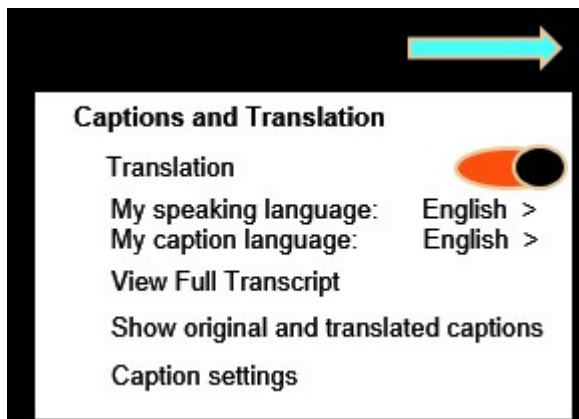 Captions and Translation
Translation
My speaking language: English >
My caption language: English >
View Full Transcript
Show original and translated captions
Caption settings